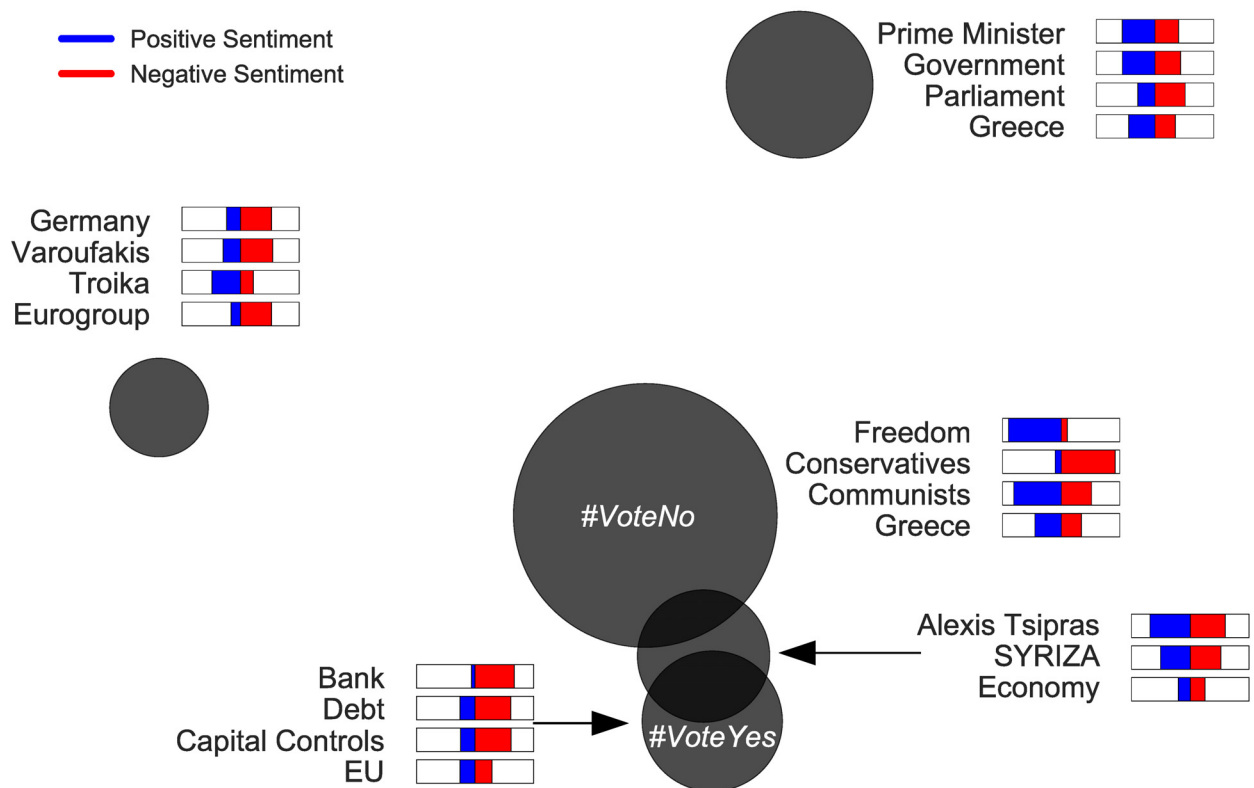 Positive Sentiment
Negative Sentiment
Prime Minister
Government
Parliament
Greece
Germany
Varoufakis
Troika
Eurogroup
#VoteNo
Freedom
Conservatives
Communists
Greece
Alexis Tsipras
SYRIZA
Economy
Bank
Debt
Capital Controls
EU
#VoteYes